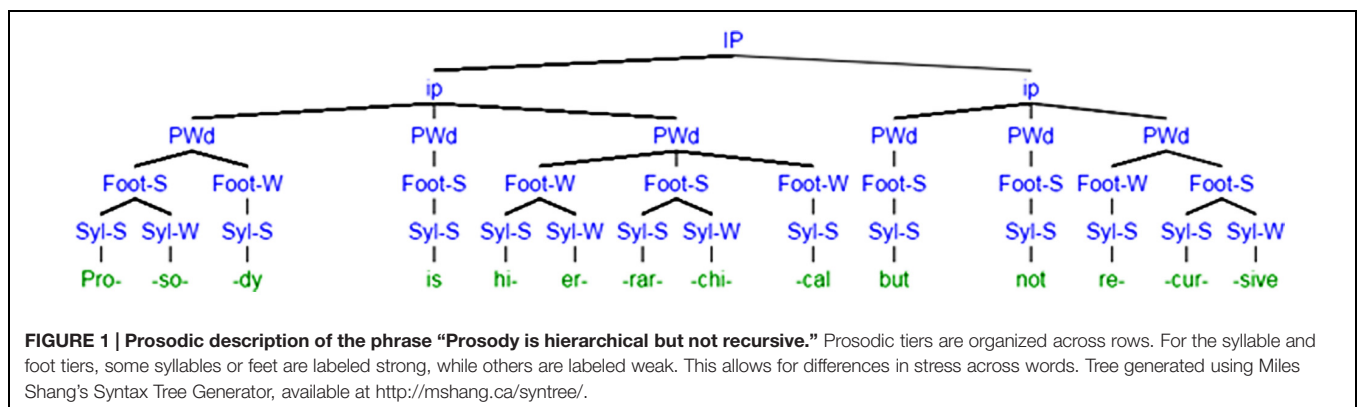 IP
ip ip
PWd PWd PWd PWd PWd PWd
Foot-S Foot-W Foot-S Foot-W Foot-S Foot-W Foot-S Foot-S Foot-W Foot-S
Syl-S Syl-W Syl-S Syl-S Syl-S Syl-W Syl-S Syl-W Syl-S Syl-S Syl-S Syl-S Syl-S Syl-W
Pro- -so- -dy is hi- er- -rar- -chi- -cal but not re- -cur- -sive
FIGURE 1 | Prosodic description of the phrase “Prosody is hierarchical but not recursive.” Prosodic tiers are organized across rows. For the syllable and
foot tiers, some syllables or feet are labeled strong, while others are labeled weak. This allows for differences in stress across words. Tree generated using Miles
Shang’s Syntax Tree Generator, available at http://mshang.ca/syntree/.